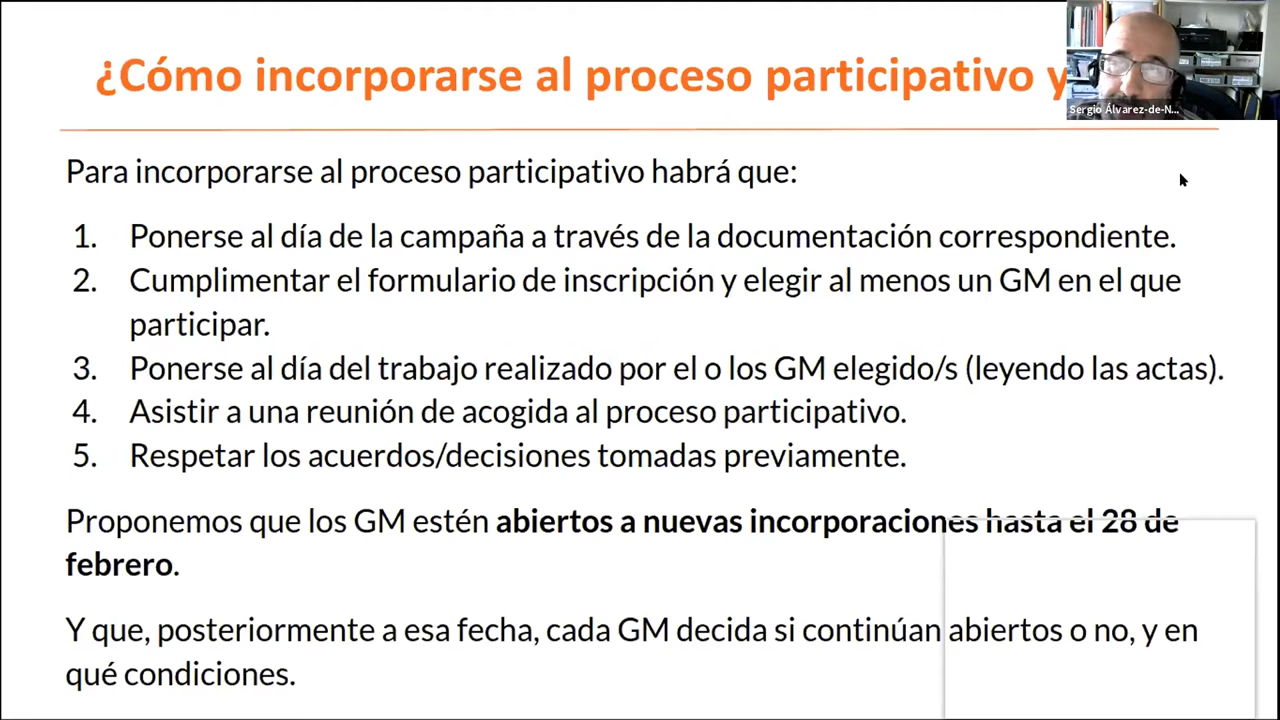 ¿Cómo incorporarse al proceso participativo y
Sergio Álvarez-de-N...
Para incorporarse al proceso participativo habrá que:
1. Ponerse al día de la campaña a través de la documentación correspondiente.
2. Cumplimentar el formulario de inscripción y elegir al menos un GM en el que
participar.
3. Ponerse al día del trabajo realizado por el o los GM elegido/s (leyendo las actas).
4. Asistir a una reunión de acogida al proceso participativo.
5. Respetar los acuerdos/decisiones tomadas previamente.
Proponemos que los GM estén abiertos a nuevas incorporaciones hasta el 28 de
febrero.
Y que, posteriormente a esa fecha, cada GM decida si continúan abiertos o no, y en
qué condiciones.